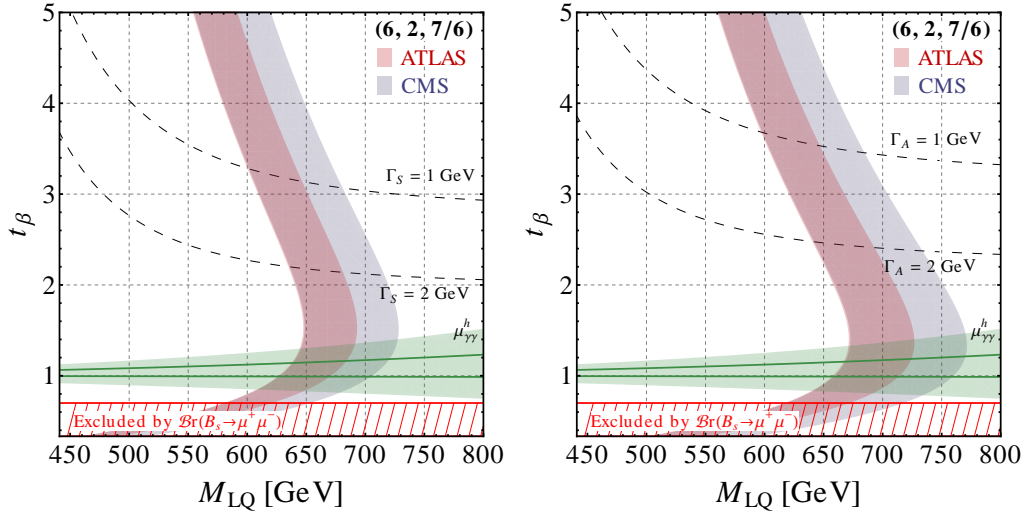 (6, 2, 7/6)
ATLAS
CMS
Γ_S = 1 GeV
Γ_S = 2 GeV
μ^h_γγ
Excluded by ℬr(B_s→μ⁺μ⁻)
5
4
3
2
1
t_β
450 500 550 600 650 700 750 800
M_LQ [GeV]
(6, 2, 7/6)
ATLAS
CMS
Γ_A = 1 GeV
Γ_A = 2 GeV
μ^h_γγ
Excluded by ℬr(B_s→μ⁺μ⁻)
5
4
3
2
1
t_β
450 500 550 600 650 700 750 800
M_LQ [GeV]